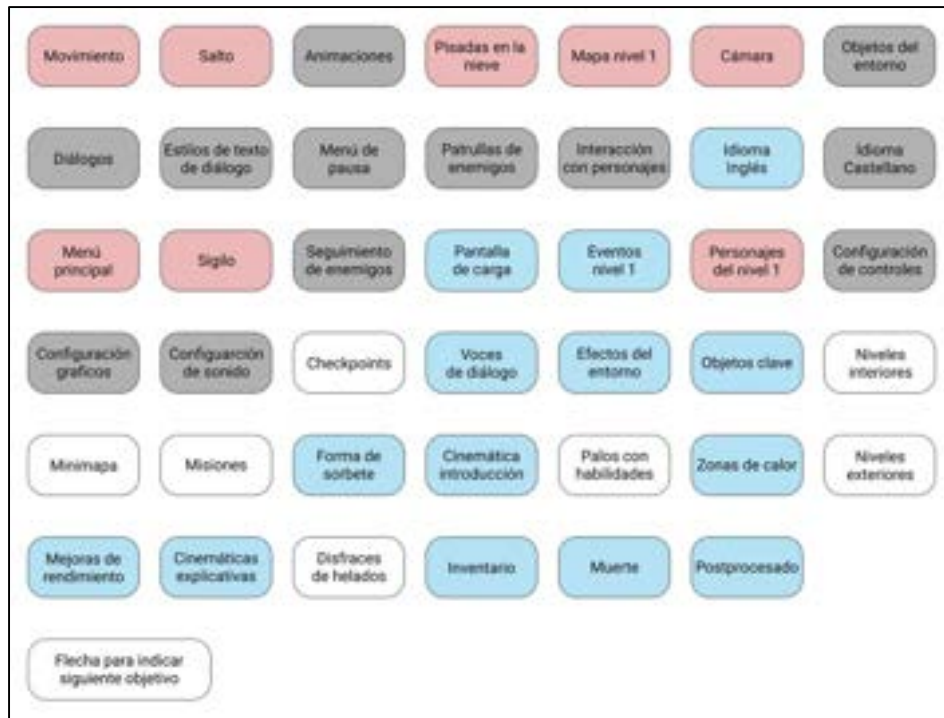 Movimiento
Salto
Animaciones
Pisadas en la
nieve
Mapa nivel 1
Cámara
Objetos del
entorno
Diálogos
Estilos de texto
de diálogo
Menú de
pausa
Patrullas de
enemigos
Interacción
con personajes
Idioma
Inglés
Idioma
Castellano
Menú
principal
Sigilo
Seguimiento
de enemigos
Pantalla
de carga
Eventos
nivel 1
Personajes
del nivel 1
Configuración
de controles
Configuración
graficos
Configuarción
de sonido
Checkpoints
Voces
de diálogo
Efectos del
entorno
Objetos clave
Niveles
interiores
Minimapa
Misiones
Forma de
sorbete
Cinemática
introducción
Palos con
habilidades
Zonas de calor
Niveles
exteriores
Mejoras de
rendimiento
Cinemáticas
explicativas
Disfraces
de helados
Inventario
Muerte
Postprocesado
Flecha para indicar
siguiente objetivo